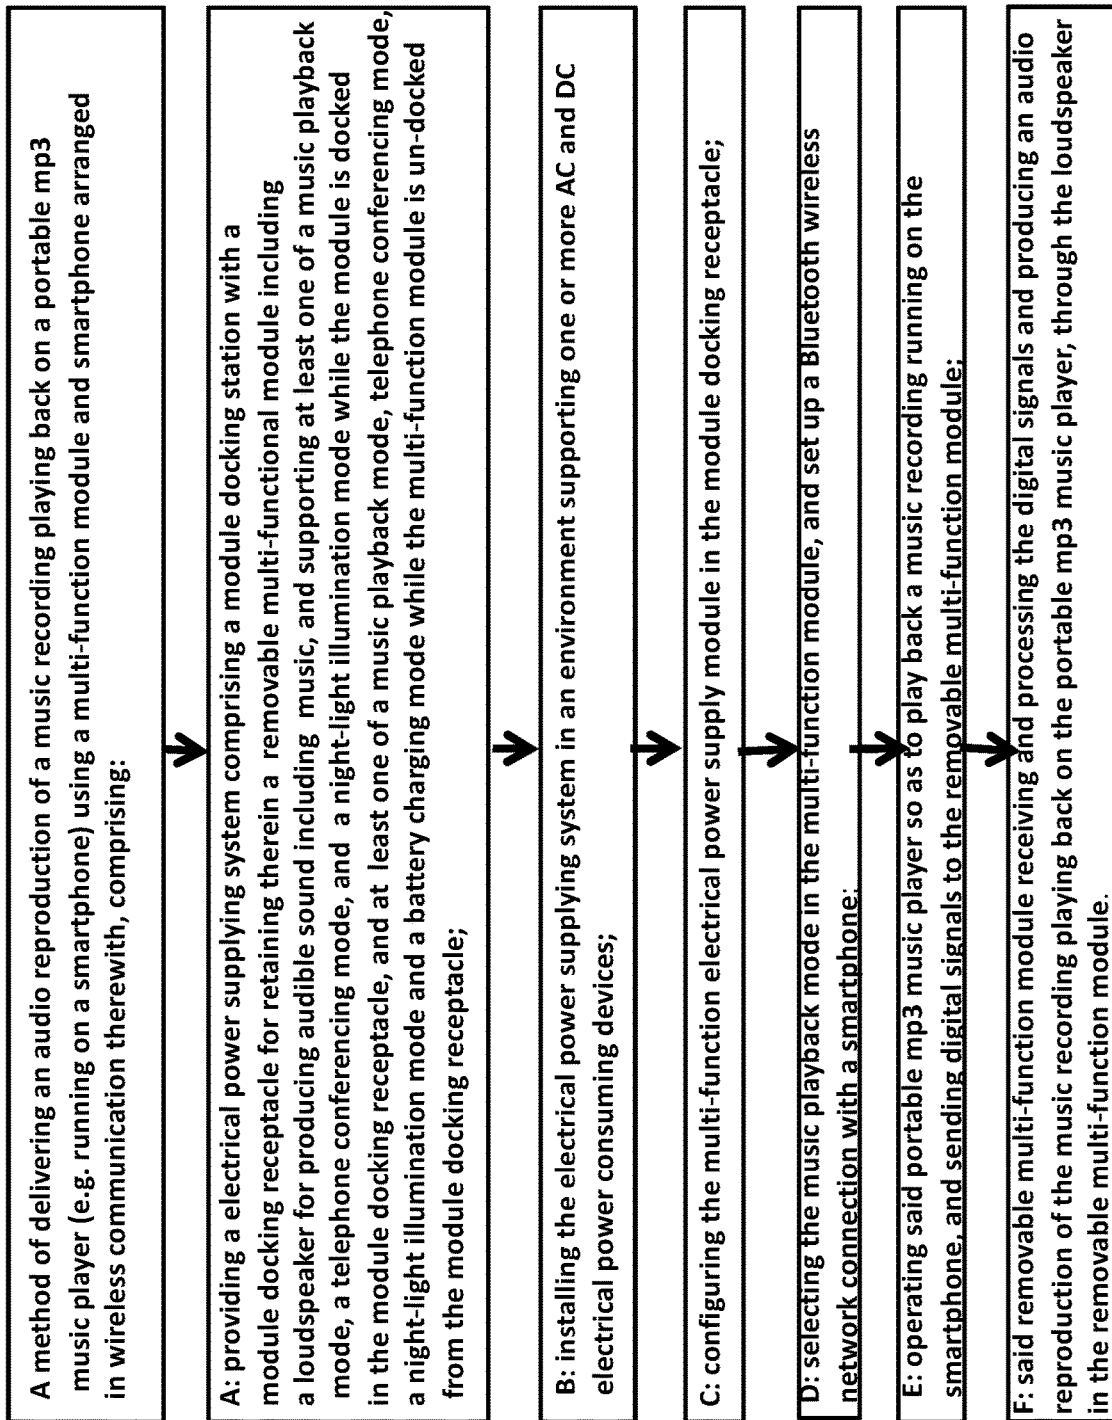 A method of delivering an audio reproduction of a music recording playing back on a portable mp3
music player (e.g. running on a smartphone) using a multi-function module and smartphone arranged
in wireless communication therewith, comprising:
A: providing a electrical power supplying system comprising a module docking station with a
module docking receptacle for retaining therein a removable multi-functional module including
a loudspeaker for producing audible sound including music, and supporting at least one of a music playback
mode, a telephone conferencing mode, and a night-light illumination mode while the module is docked
in the module docking receptacle, and at least one of a music playback mode, telephone conferencing mode,
a night-light illumination mode and a battery charging mode while the multi-function module is un-docked
from the module docking receptacle;
B: installing the electrical power supplying system in an environment supporting one or more AC and DC
electrical power consuming devices;
C: configuring the multi-function electrical power supply module in the module docking receptacle;
D: selecting the music playback mode in the multi-function module, and set up a Bluetooth wireless
network connection with a smartphone;
E: operating said portable mp3 music player so as to play back a music recording running on the
smartphone, and sending digital signals to the removable multi-function module;
F: said removable multi-function module receiving and processing the digital signals and producing an audio
reproduction of the music recording playing back on the portable mp3 music player, through the loudspeaker
in the removable multi-function module.